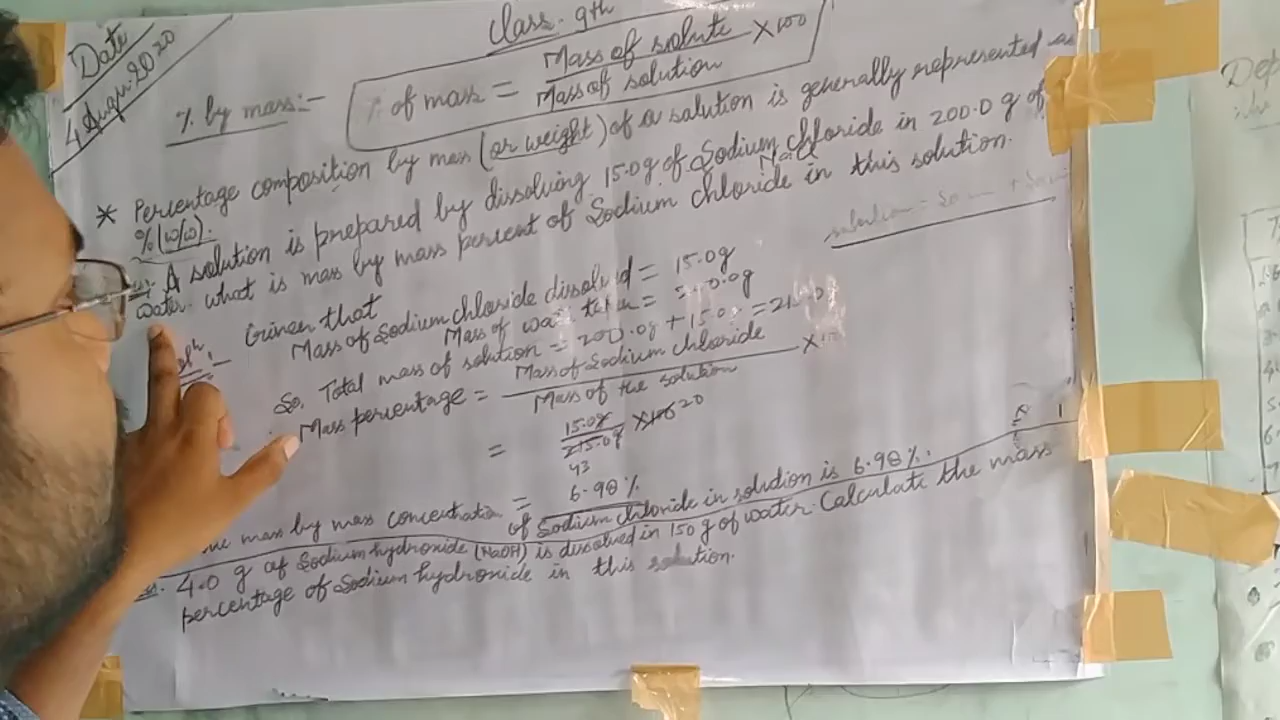 Class. 9th
Date
4 August 2020
% by mass:- % of mass = Mass of solute / Mass of solution × 100
* Percentage composition by mass (or weight) of a solution is generally represented as
% (w/w).
A solution is prepared by dissolving 15.0g of Sodium chloride in 200.0 g of
NaCl
water. what is mass by mass percent of Sodium chloride in this solution.
solution =
Given that
Mass of Sodium chloride dissolved = 15.0g
Mass of water taken = 200.0g
So, Total mass of solution = 200.0g + 15.0g = 215.0g
Mass percentage = Mass of Sodium chloride / Mass of the solution × 100
= 15.0g / 215.0g × 100 20
43
= 6.98%
mass by mass concentration of Sodium chloride in solution is 6.98%.
4.0 g of Sodium hydroxide (NaOH) is dissolved in 150 g of water. Calculate the mass
percentage of Sodium hydroxide in this solution.